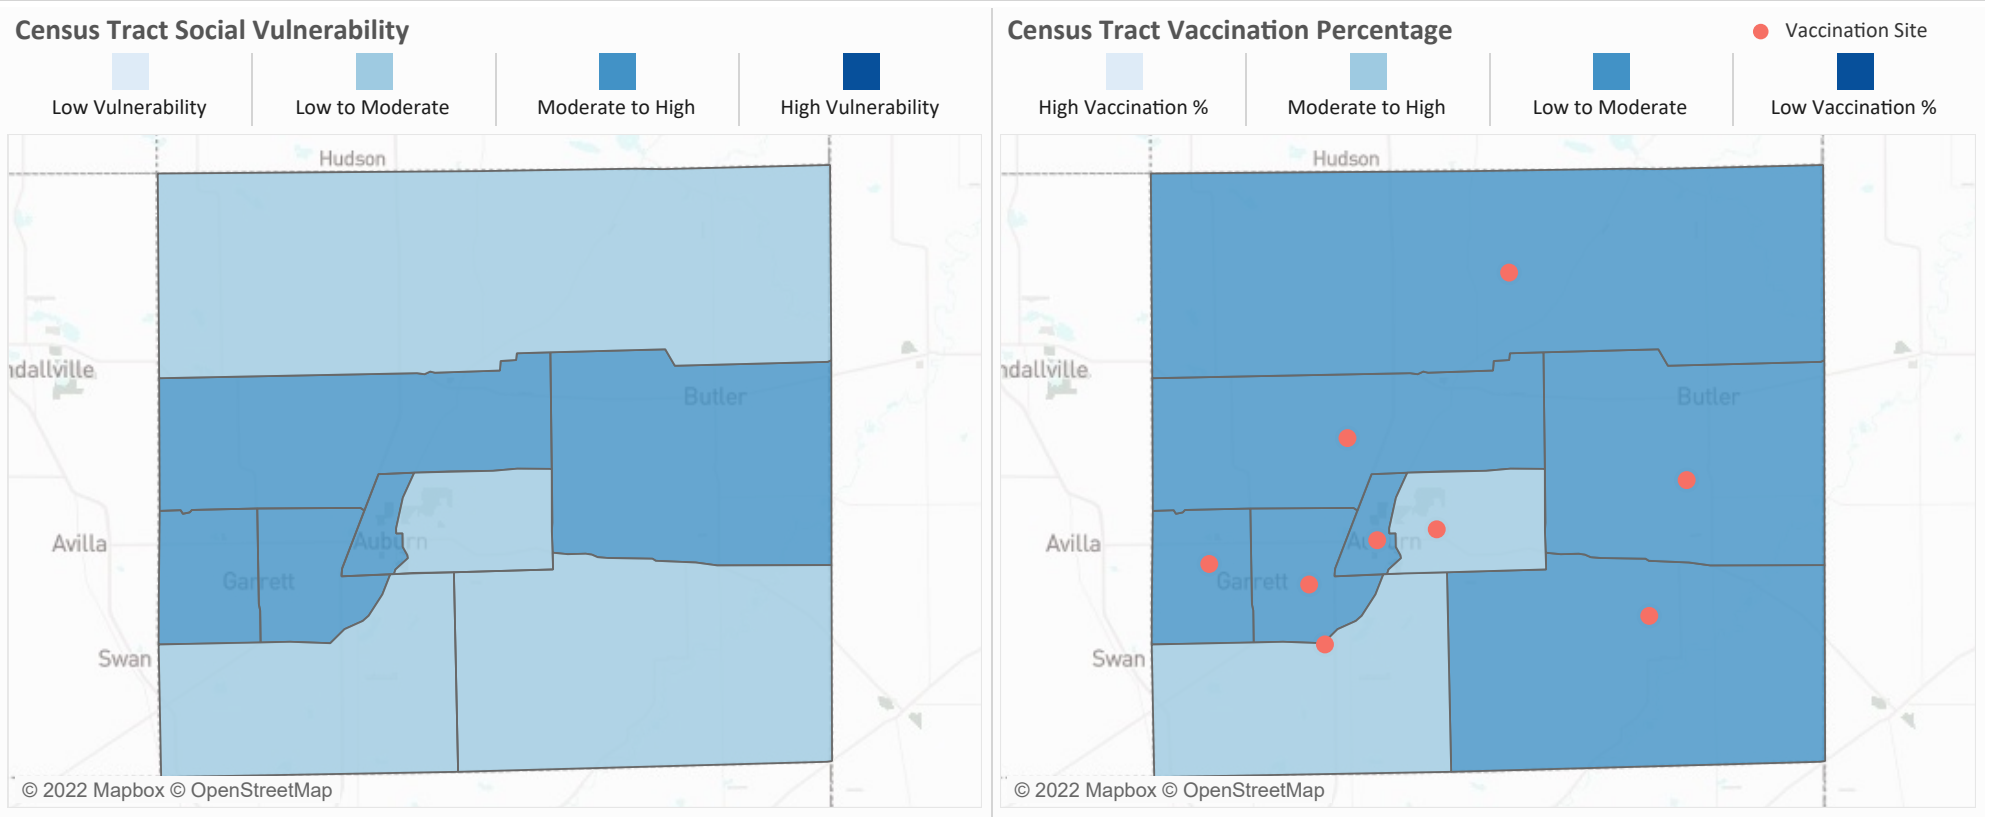 Census Tract Social Vulnerability
Low Vulnerability
Low to Moderate
Moderate to High
High Vulnerability
Hudson
ndallville
Butler
Avilla
Auburn
Garrett
Swan
© 2022 Mapbox © OpenStreetMap
Census Tract Vaccination Percentage
Vaccination Site
High Vaccination %
Moderate to High
Low to Moderate
Low Vaccination %
Hudson
ndallville
Butler
Avilla
Auburn
Garrett
Swan
© 2022 Mapbox © OpenStreetMap